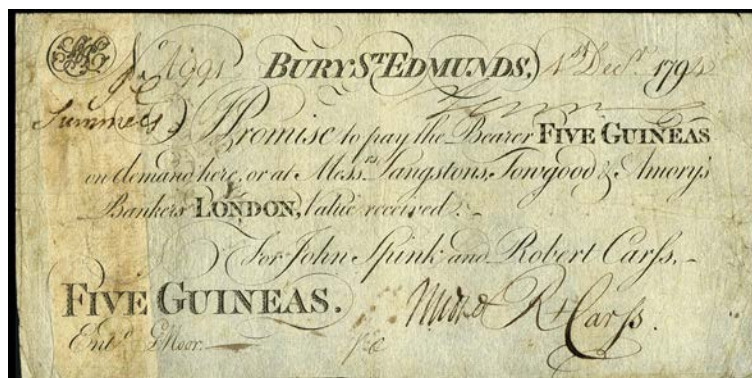 No. 1991 BURY ST EDMUNDS, 1st Decr. 1794
Summers I Promise to pay the Bearer FIVE GUINEAS
on demand here, or at Messrs. Langstons, Towgood & Amory's
Bankers LONDON, Value received.
For John Spink and Robert Carſs.
FIVE GUINEAS. Rt Carſs.
Entd.